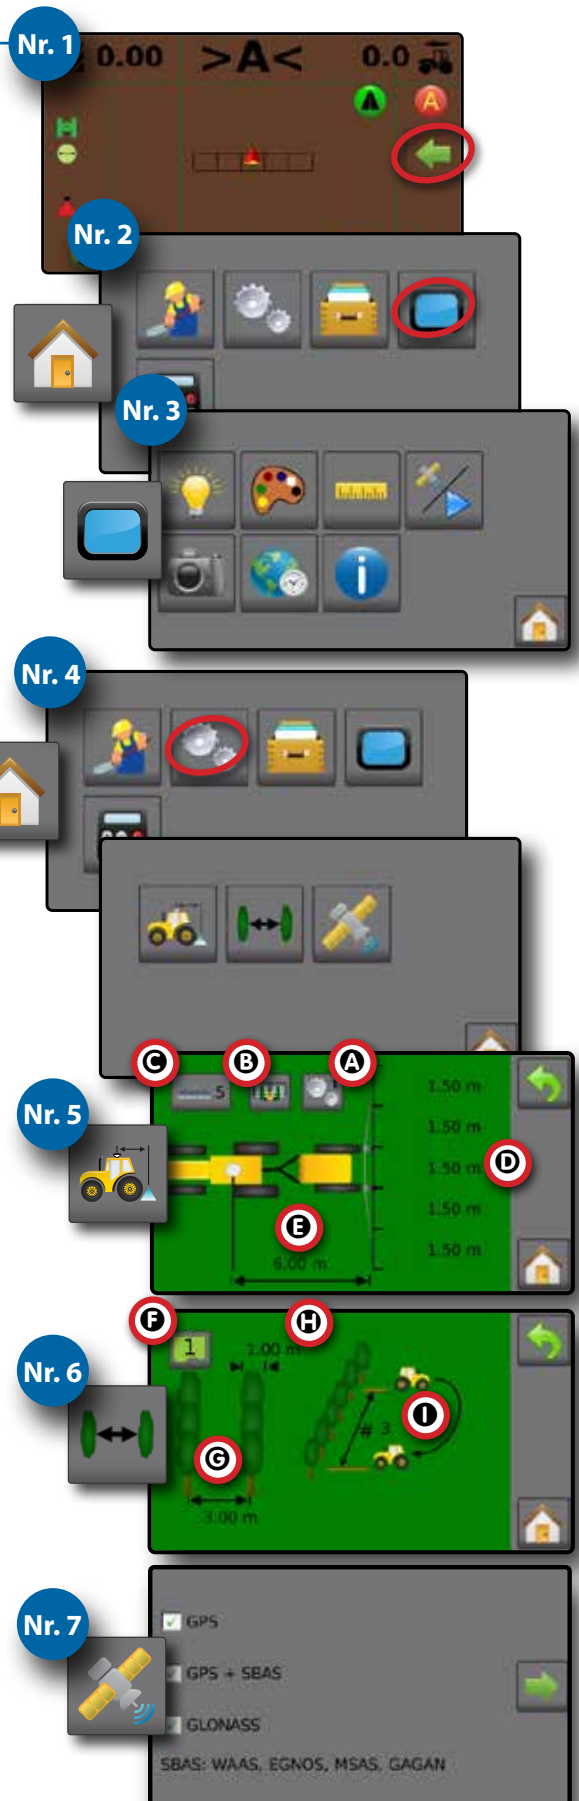 Nr. 1
0.00 >A< 0.0
A A
Nr. 2
Nr. 3
Nr. 4
C B A
5
1.50 m
Nr. 5
1.50 m
1.50 m
D
1.50 m
E
1.50 m
6.00 m
F H
1
1.00 m
Nr. 6
I
# 3
G
3.00 m
Nr. 7
GPS
GPS + SBAS
GLONASS
SBAS: WAAS, EGNOS, MSAS, GAGAN